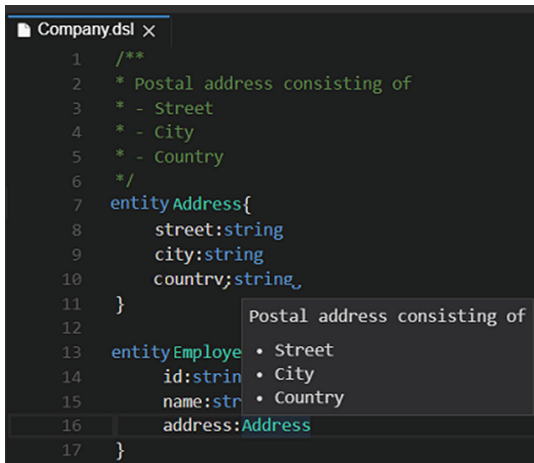 Company.dsl ×
1 /**
2 * Postal address consisting of
3 * - Street
4 * - City
5 * - Country
6 */
7 entity Address{
8 street:string
9 city:string
10 country:string
11 }
12
13 entity Employe
14 id:strin
15 name:str
16 address:Address
17 }
Postal address consisting of
• Street
• City
• Country